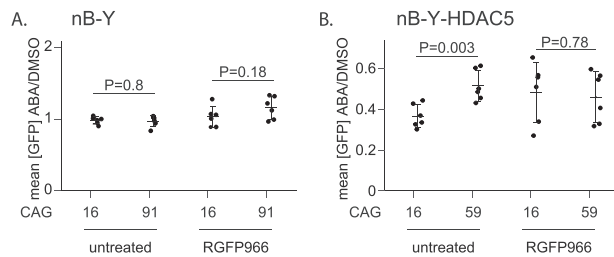 A. nB-Y
mean [GFP] ABA/DMSO
2
1
0
P=0.8
P=0.18
CAG 16 91 16 91
untreated RGFP966
B. nB-Y-HDAC5
mean [GFP] ABA/DMSO
0.6
0.4
0.2
0
P=0.003
P=0.78
CAG 16 59 16 59
untreated RGFP966